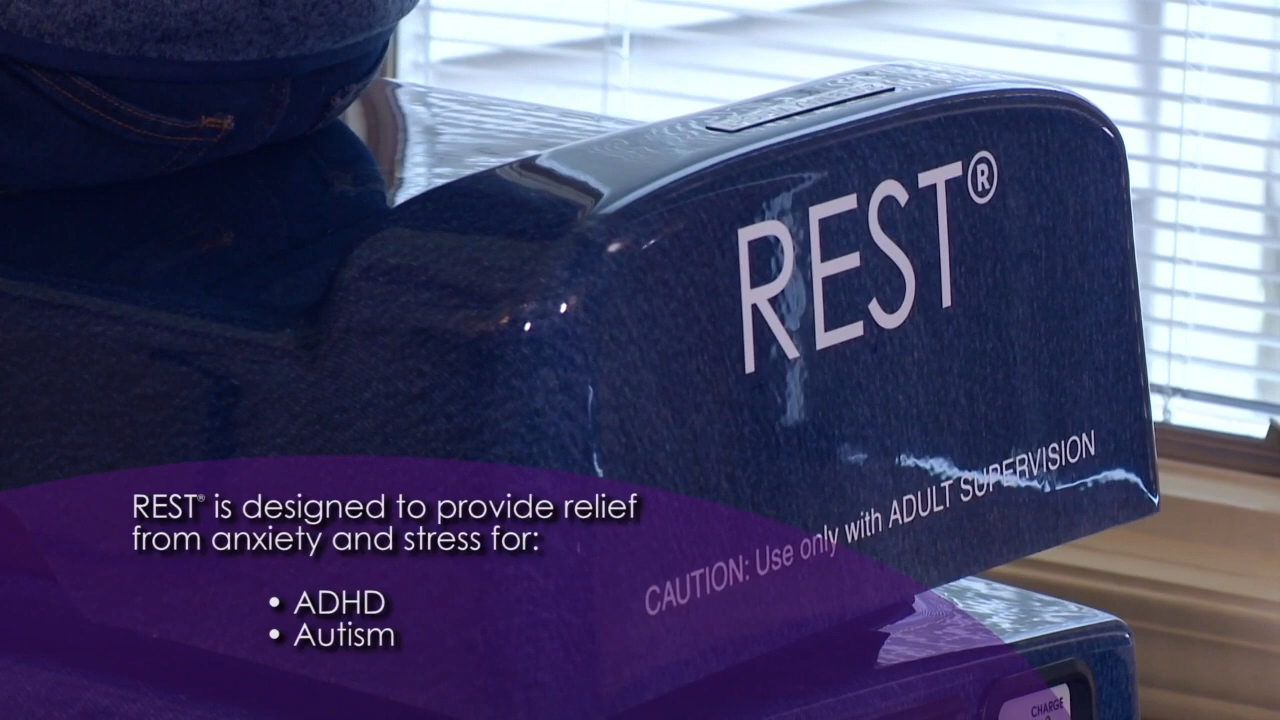 REST®
CAUTION: Use only with ADULT SUPERVISION
REST® is designed to provide relief
from anxiety and stress for:
• ADHD
• Autism
CHARGE